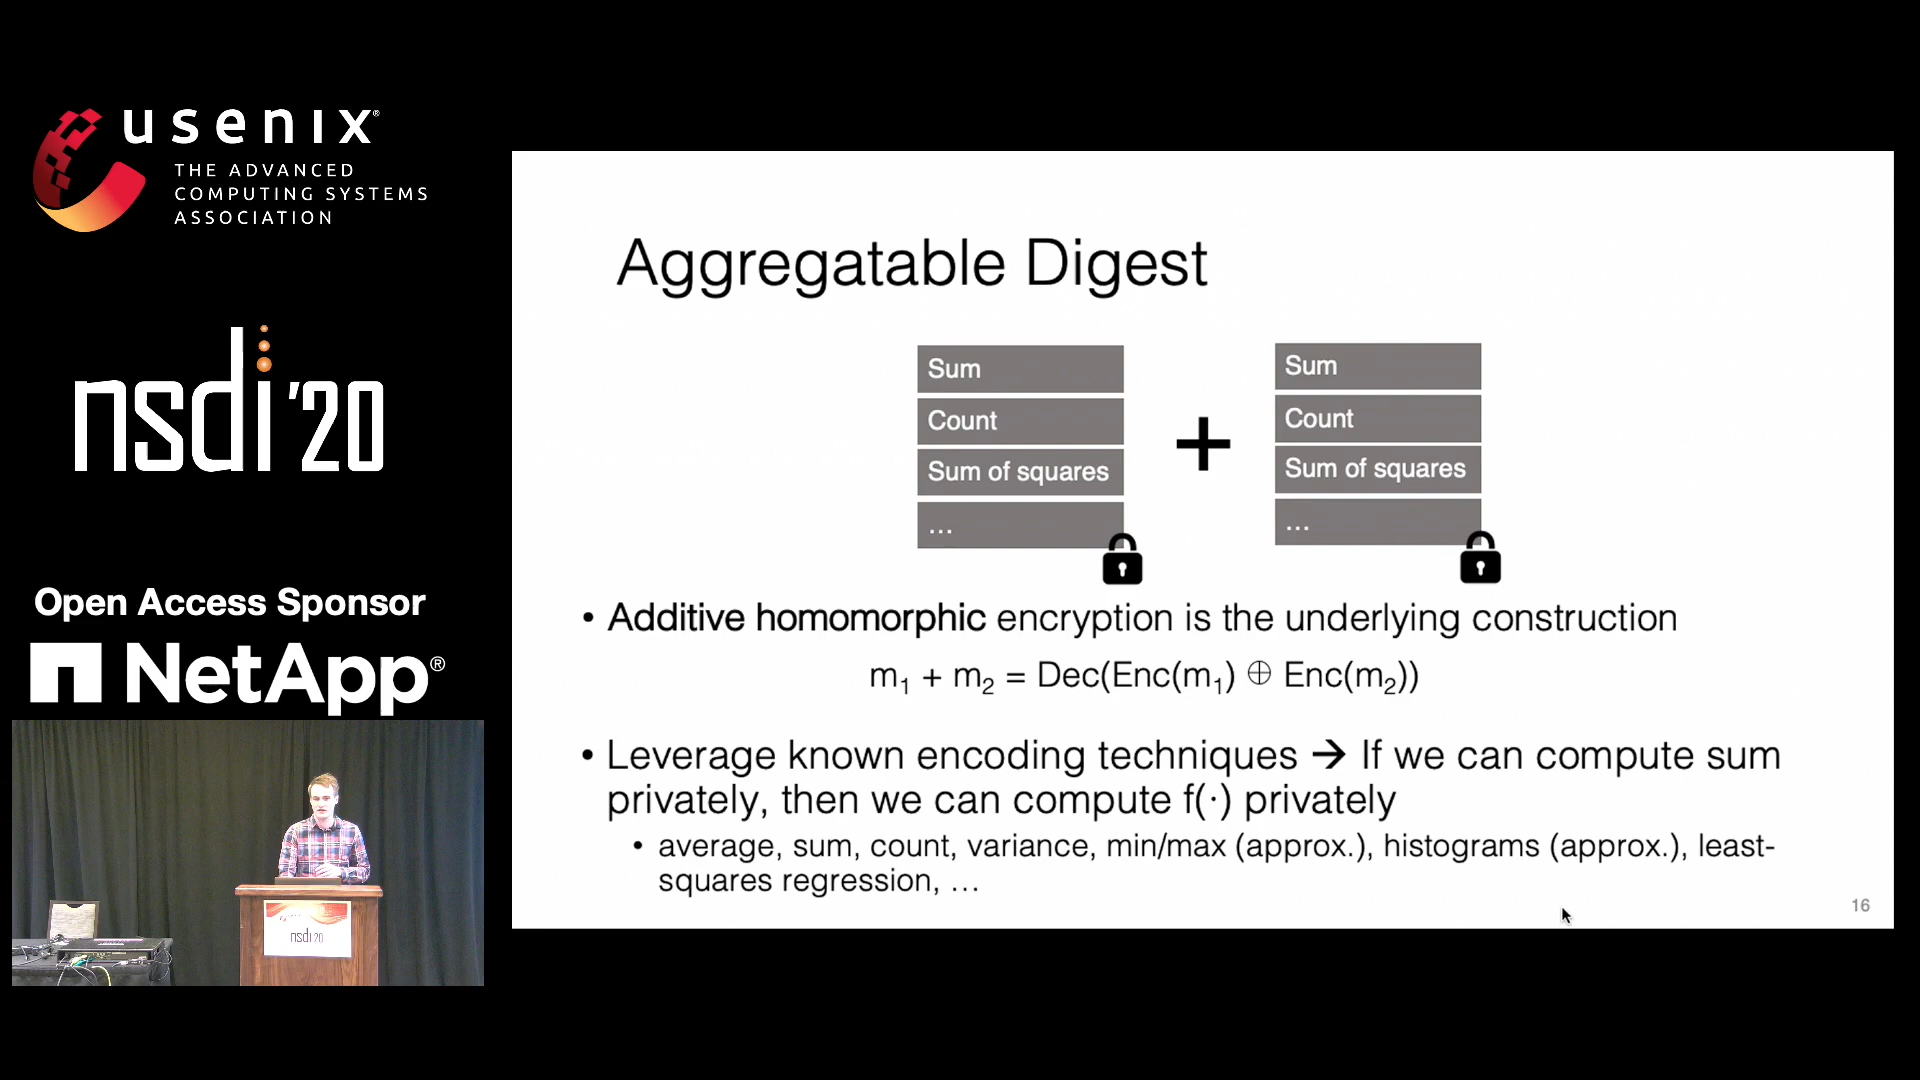 usenix®
THE ADVANCED
COMPUTING SYSTEMS
ASSOCIATION
nsdi '20
Open Access Sponsor
NetApp®
nsdi 20
Aggregatable Digest
Sum
Count
Sum of squares
...
+
Sum
Count
Sum of squares
...
• Additive homomorphic encryption is the underlying construction
m₁ + m₂ = Dec(Enc(m₁) ⊕ Enc(m₂))
• Leverage known encoding techniques → If we can compute sum
privately, then we can compute f(·) privately
• average, sum, count, variance, min/max (approx.), histograms (approx.), least-
squares regression, …
16